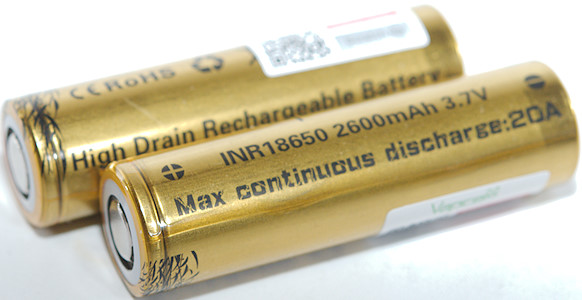 CE RoHS
High Drain Rechargeable Battery
INR18650 2600mAh 3.7V
Max continuous discharge:20A